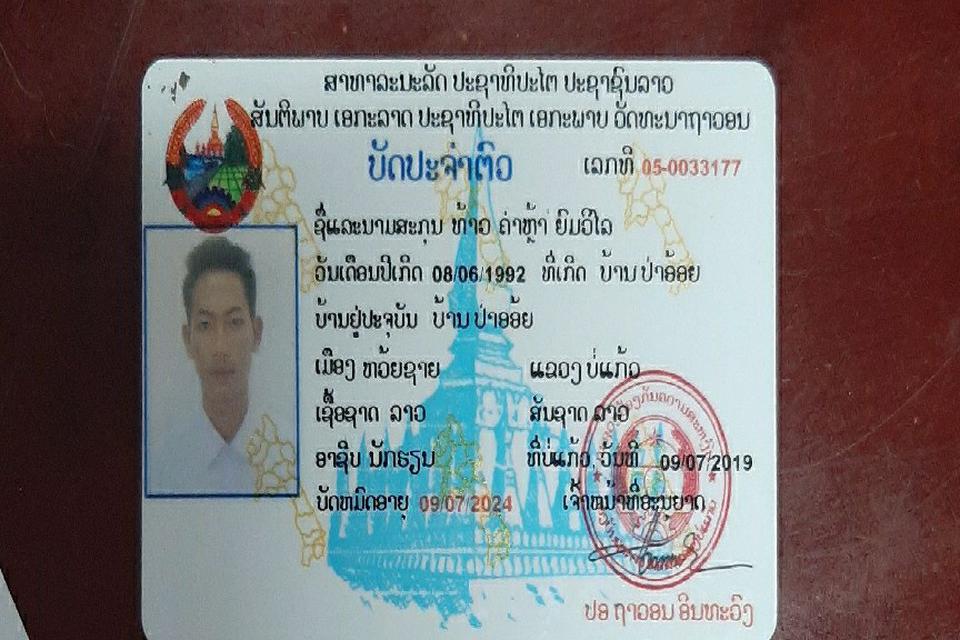 ສາທາລະນະລັດ ປະຊາທິປະໄຕ ປະຊາຊົນລາວ
ສັນຕິພາບ ເອກະລາດ ປະຊາທິປະໄຕ ເອກະພາບ ວັດທະນາຖາວອນ
ບັດປະຈຳຕົວ ເລກທີ 05-0033177
ຊື່ແລະນາມສະກຸນ ທ້າວ ຄຳຫຼ້າ ຍົມວິໄລ
ວັນເດືອນປີເກີດ 08/06/1992 ທີ່ເກີດ ບ້ານ ປ່າອ້ອຍ
ບ້ານຢູ່ປະຈຸບັນ ບ້ານ ປ່າອ້ອຍ
ເມືອງ ຫວ້ຍຊາຍ ແຂວງ ບໍ່ແກ້ວ
ເຊື້ອຊາດ ລາວ ສັນຊາດ ລາວ
ອາຊີບ ນັກຮຽນ ທີ່ບໍ່ແກ້ວ, ວັນທີ 09/07/2019
ບັດຫມົດອາຍຸ 09/07/2024 ເຈົ້າຫນ້າທີ່ອະນຸຍາດ
ປອ ຖາວອນ ອິນທະວົງ